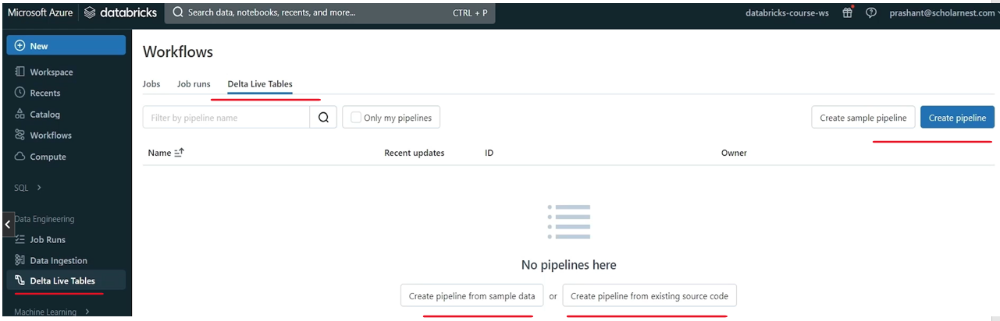 Microsoft Azure databricks Search data, notebooks, recents, and more... CTRL + P databricks-course-ws prashant@scholarnest.com
New
Workspace
Recents
Catalog
Workflows
Compute
SQL
Data Engineering
Job Runs
Data Ingestion
Delta Live Tables
Machine Learning
Workflows
Jobs Job runs Delta Live Tables
Filter by pipeline name Only my pipelines Create sample pipeline Create pipeline
Name Recent updates ID Owner
No pipelines here
Create pipeline from sample data or Create pipeline from existing source code